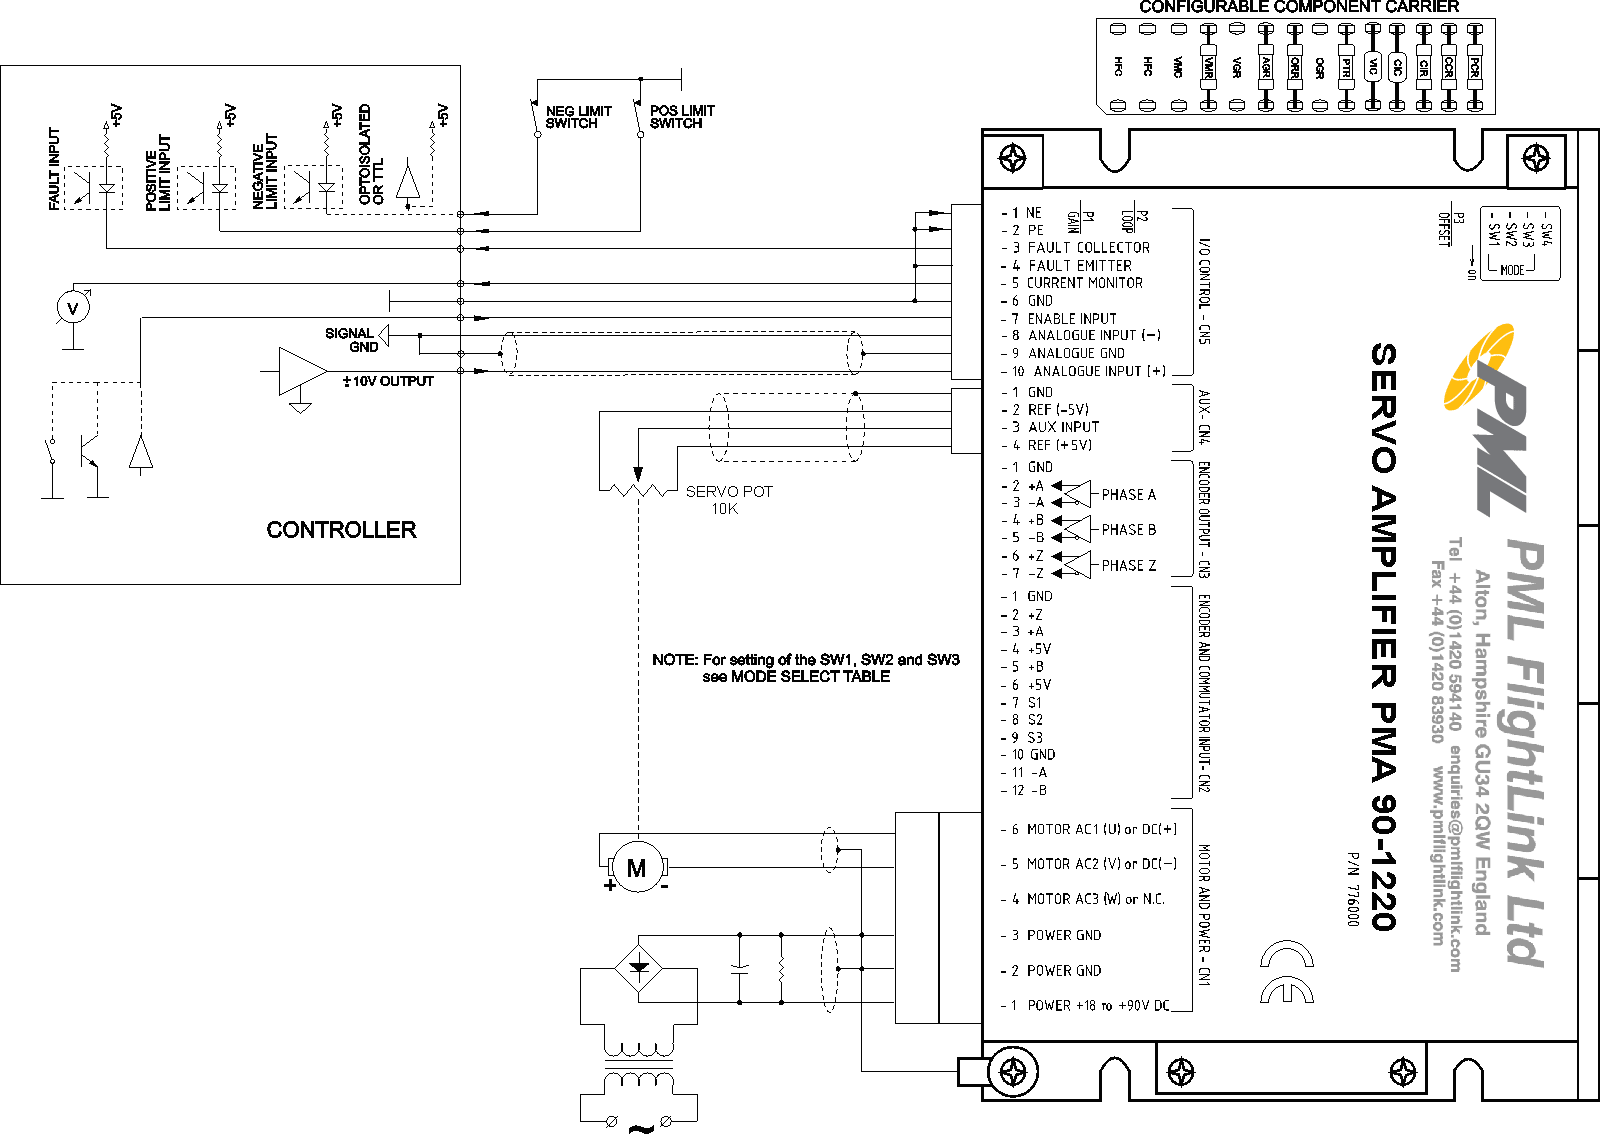 CONFIGURABLE COMPONENT CARRIER
HFC
HFC
VMC
VMR
VGR
AGR
ORR
OGR
PTR
VIC
CIC
CIR
CCR
PCR
FAULT INPUT
+5V
POSITIVE
LIMIT INPUT
+5V
NEGATIVE
LIMIT INPUT
+5V
OPTOISOLATED
OR TTL
+5V
NEG LIMIT
SWITCH
POS LIMIT
SWITCH
V
SIGNAL
GND
±10V OUTPUT
CONTROLLER
SERVO POT
10K
NOTE: For setting of the SW1, SW2 and SW3
see MODE SELECT TABLE
M
+
-
~
- 1 NE
- 2 PE
- 3 FAULT COLLECTOR
- 4 FAULT EMITTER
- 5 CURRENT MONITOR
- 6 GND
- 7 ENABLE INPUT
- 8 ANALOGUE INPUT (-)
- 9 ANALOGUE GND
- 10 ANALOGUE INPUT (+)
P1
GAIN
P2
LOOP
I/O CONTROL - CN5
- 1 GND
- 2 REF (-5V)
- 3 AUX INPUT
- 4 REF (+5V)
AUX- CN4
- 1 GND
- 2 +A
- 3 -A
- 4 +B
- 5 -B
- 6 +Z
- 7 -Z
PHASE A
PHASE B
PHASE Z
ENCODER OUTPUT - CN3
- 1 GND
- 2 +Z
- 3 +A
- 4 +5V
- 5 +B
- 6 +5V
- 7 S1
- 8 S2
- 9 S3
- 10 GND
- 11 -A
- 12 -B
ENCODER AND COMMUTATOR INPUT- CN2
- 6 MOTOR AC1 (U) or DC(+)
- 5 MOTOR AC2 (V) or DC(-)
- 4 MOTOR AC3 (W) or N.C.
- 3 POWER GND
- 2 POWER GND
- 1 POWER +18 to +90V DC
MOTOR AND POWER - CN1
P3
OFFSET
on
- SW4
- SW3
- SW2
- SW1
MODE
SERVO AMPLIFIER PMA 90-1220
P/N 776000
CE
PML
PML FlightLink Ltd
Alton, Hampshire GU34 2QW England
Tel +44 (0)1420 594140 enquiries@pmlflightlink.com
Fax +44 (0)1420 83930 www.pmlflightlink.com